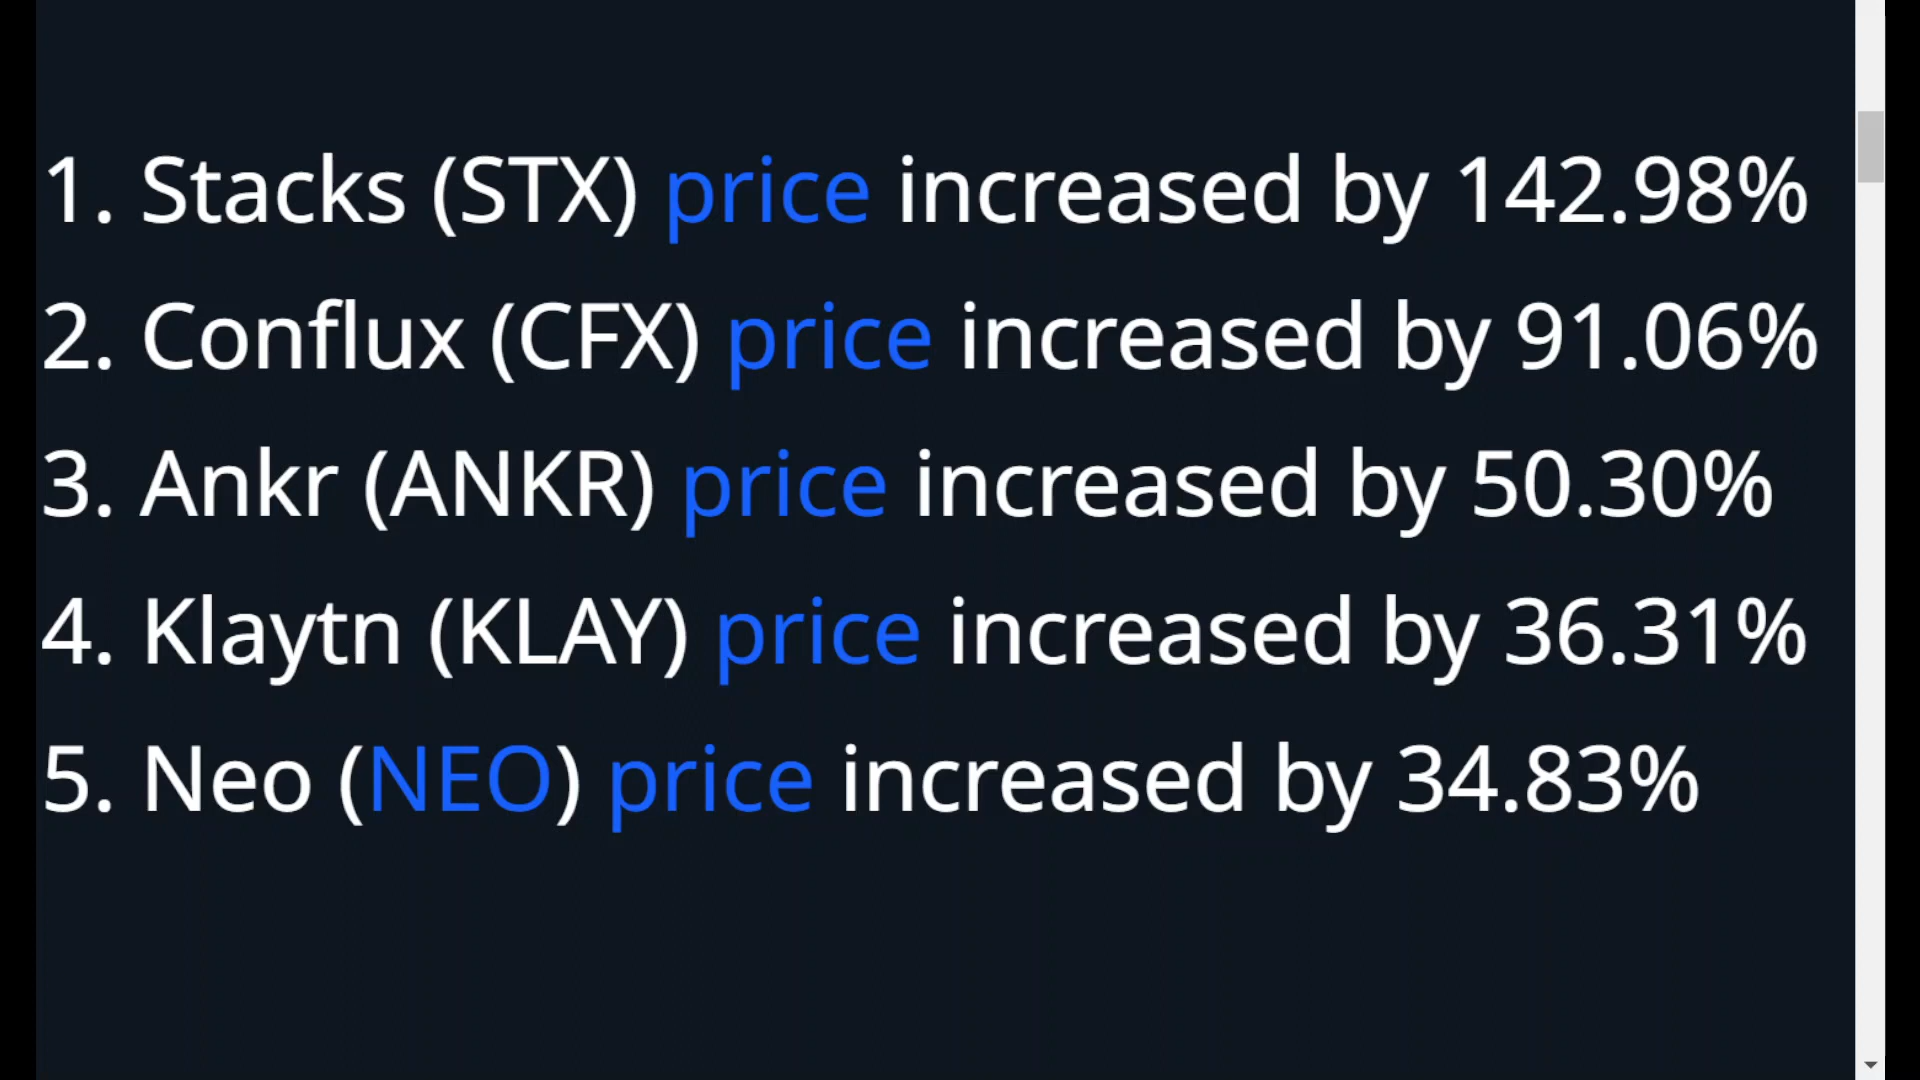 1. Stacks (STX) price increased by 142.98%
2. Conflux (CFX) price increased by 91.06%
3. Ankr (ANKR) price increased by 50.30%
4. Klaytn (KLAY) price increased by 36.31%
5. Neo (NEO) price increased by 34.83%